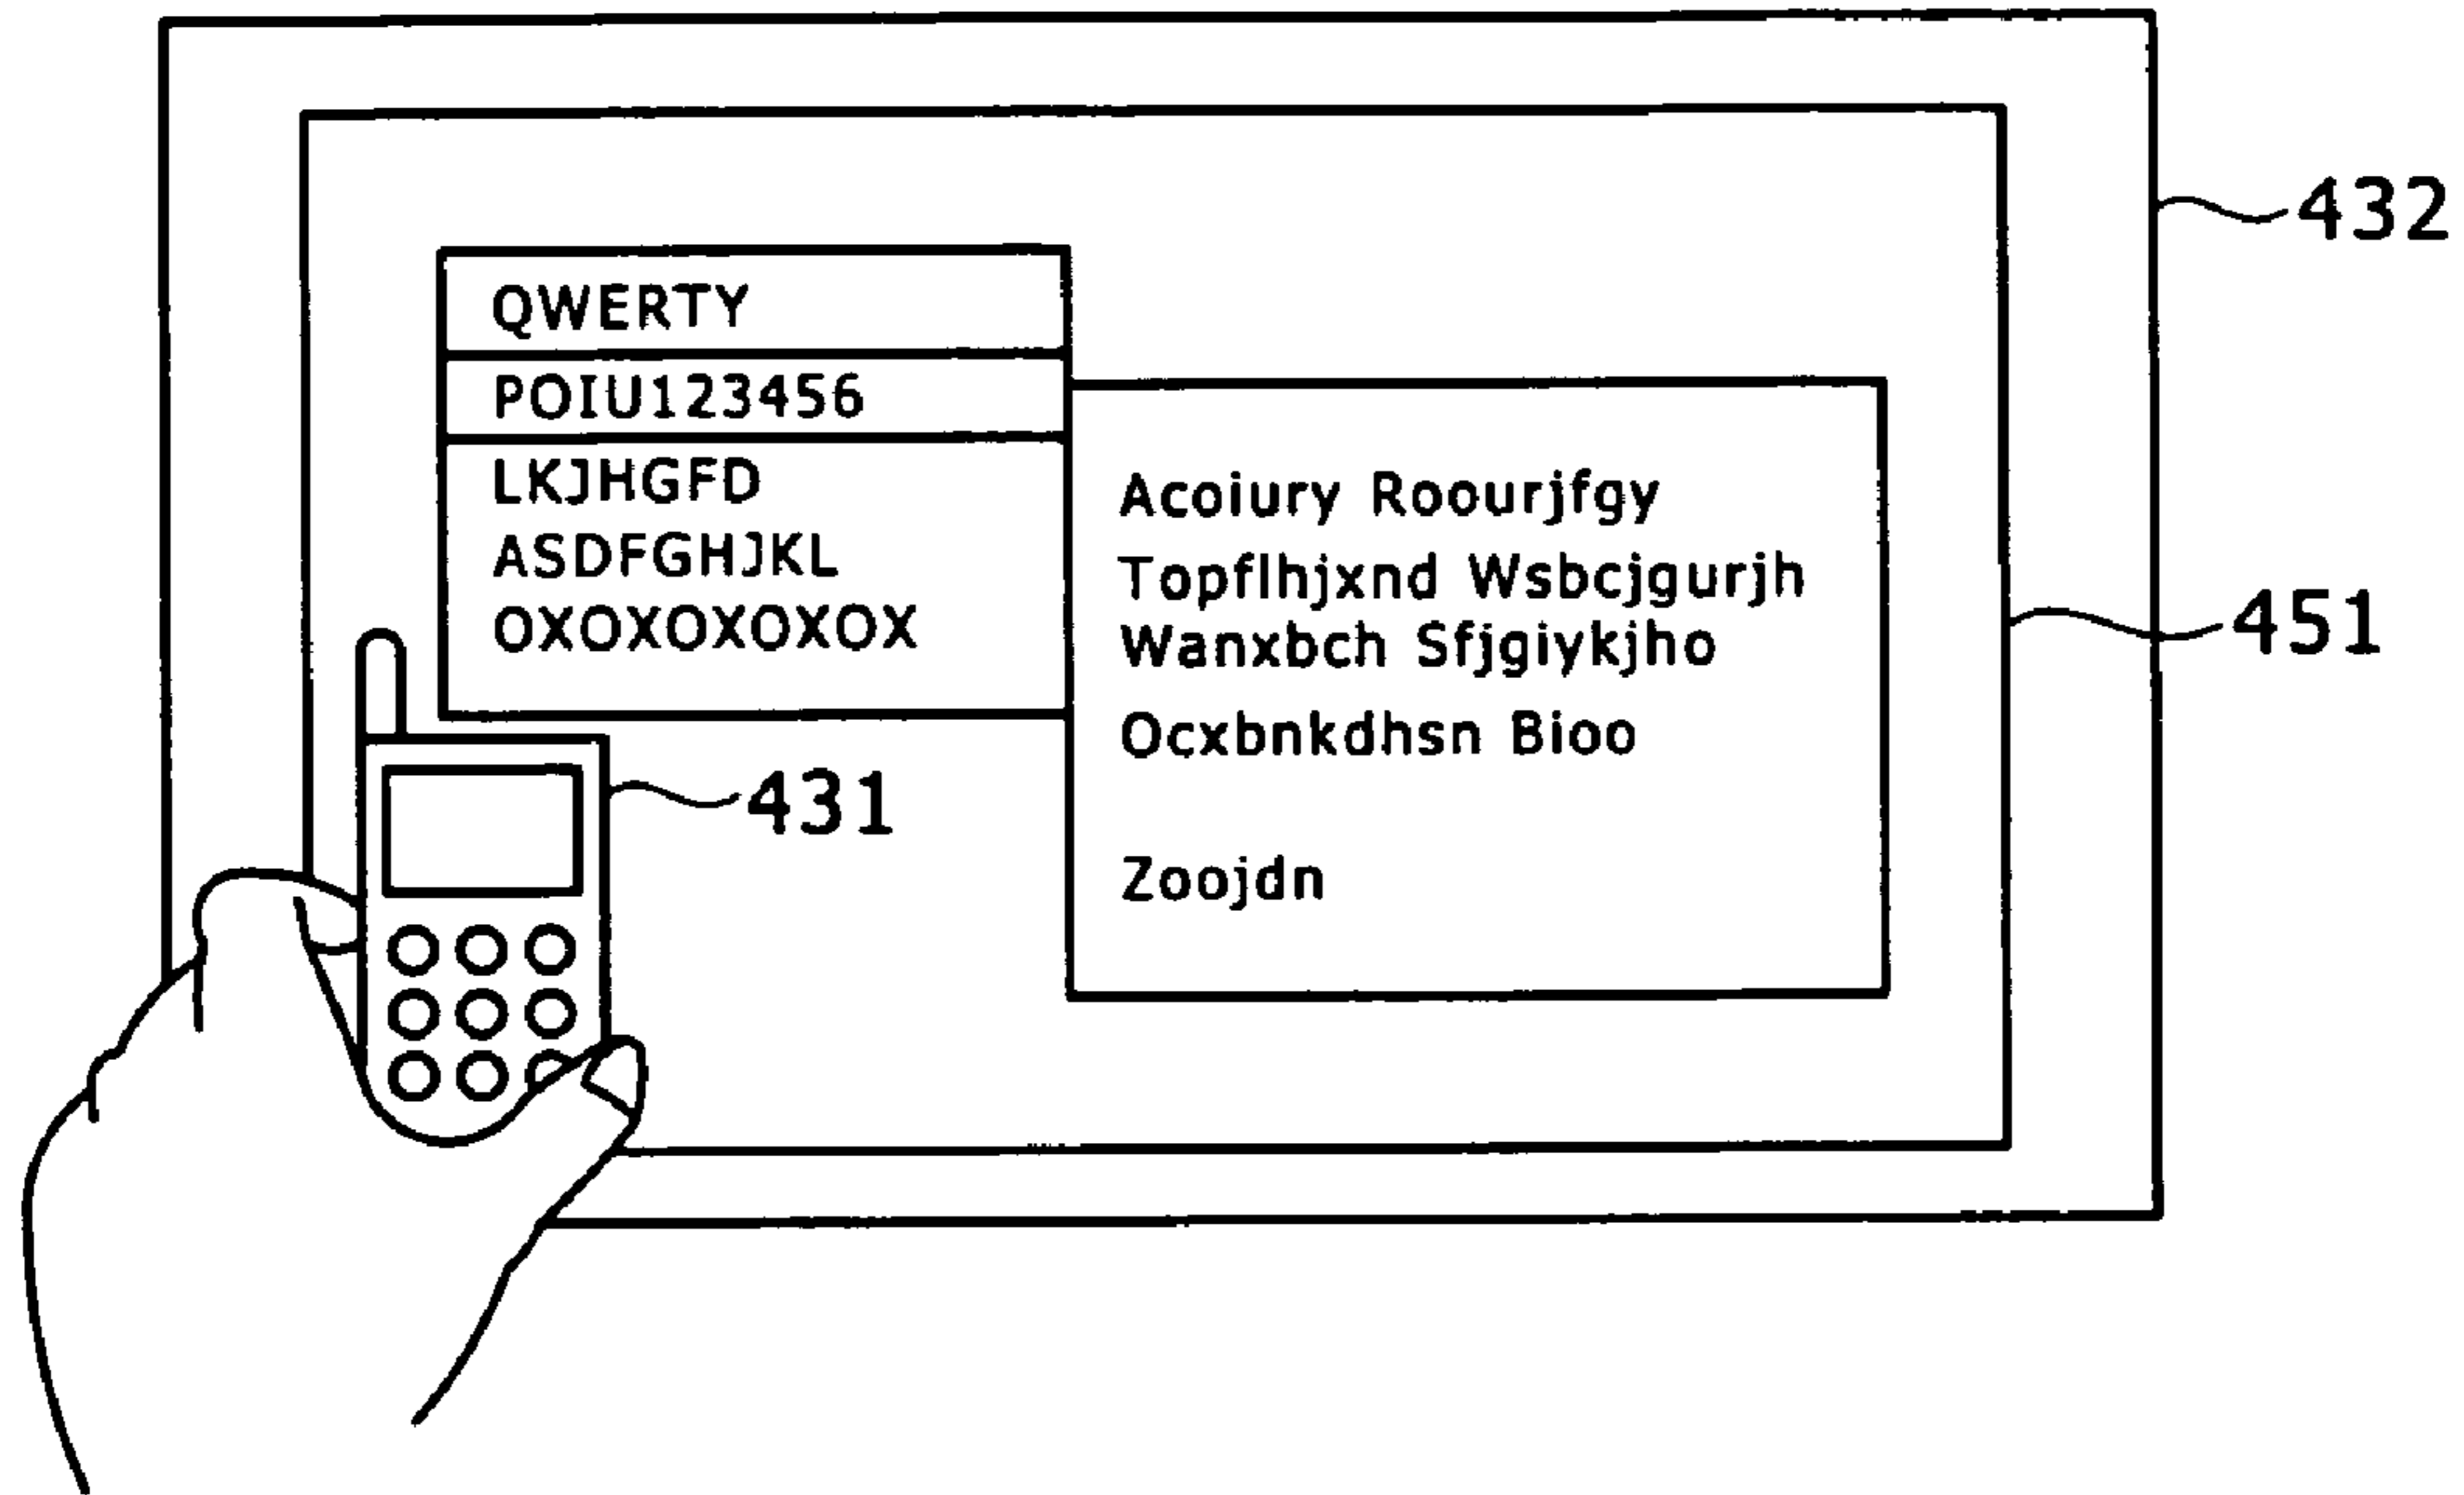 432
QWERTY
POIU123456
LKJHGFD
ASDFGHJKL
OXOXOXOXOX
Acoiury Roourjfgy
Topflhjxnd Wsbcjgurjh
Wanxbch Sfjgiykjho
Ocxbnkdhsn Bioo
Zoojdn
451
431